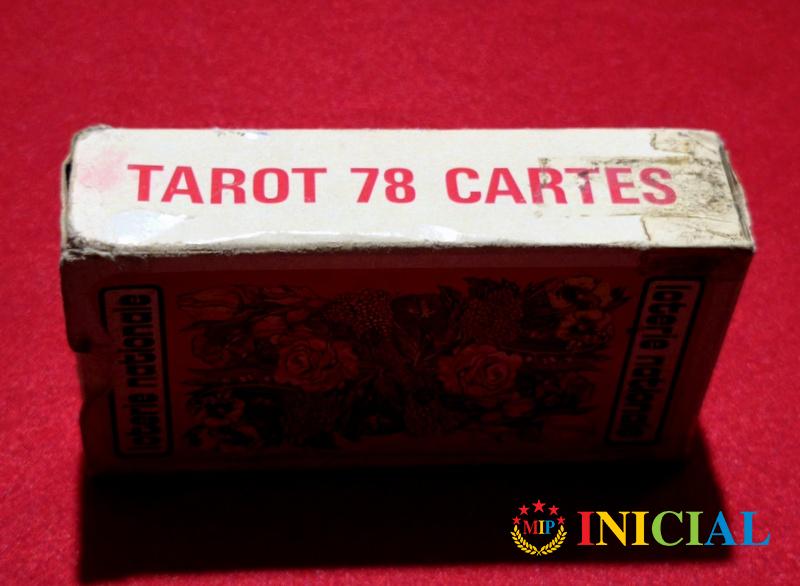 TAROT 78 CARTES
loterie nationale
loterie nationale
MIP
INICIAL